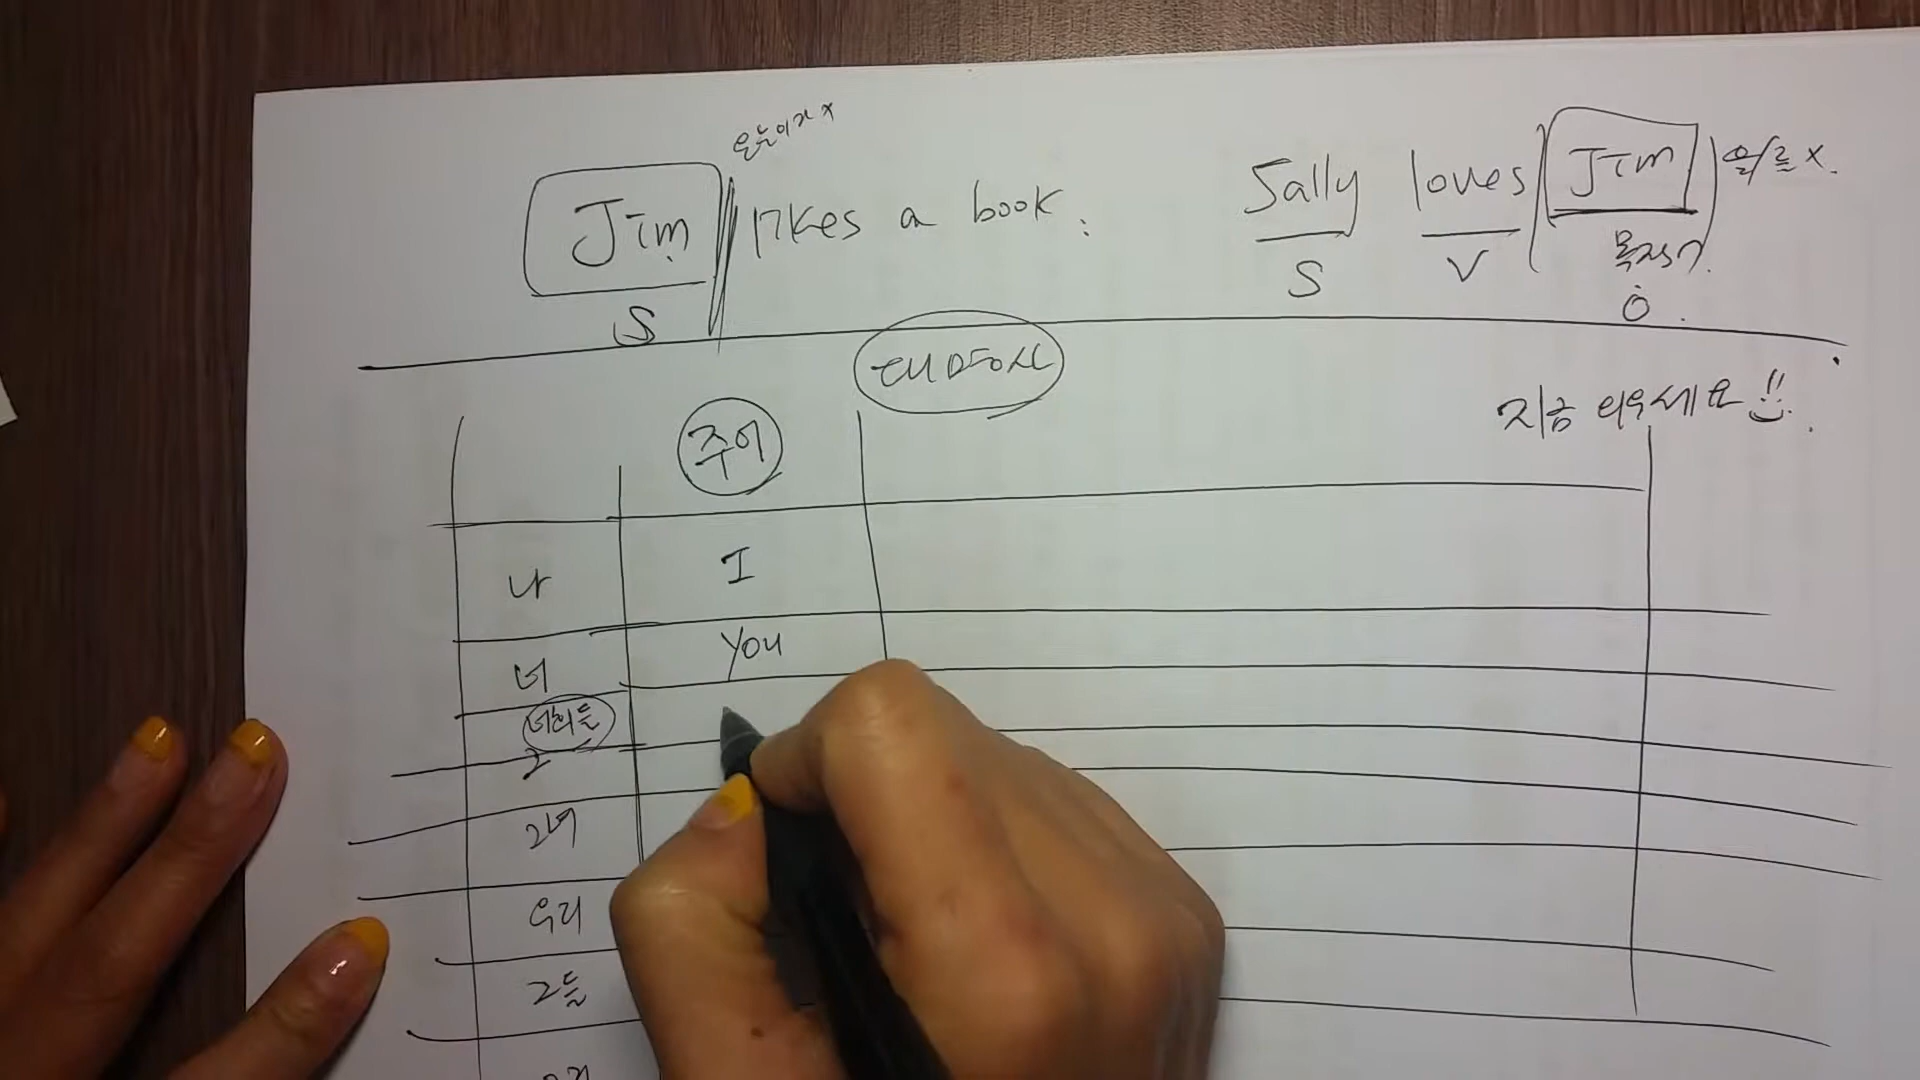 은는이가 x
Jim likes a book.
S
Sally loves Jim 을/를 x.
S V 목적어.
O.
대명사
지금 외우세요!!
주어
나 I
너 You
너희들
그
그녀
우리
그들